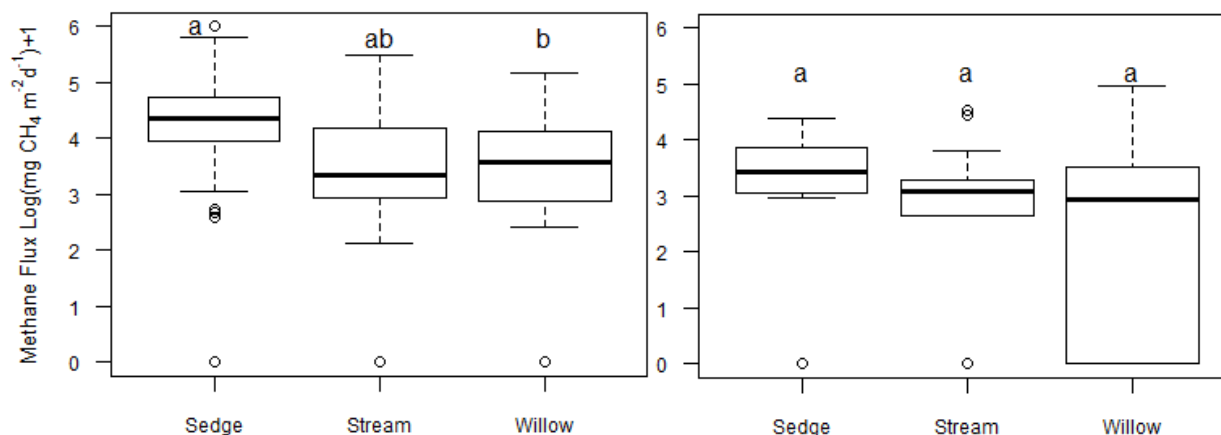 Methane Flux Log(mg CH₄ m⁻²d⁻¹)+1
6
5
4
3
2
1
0
a
ab
b
Sedge
Stream
Willow
6
5
4
3
2
1
0
a
a
a
Sedge
Stream
Willow